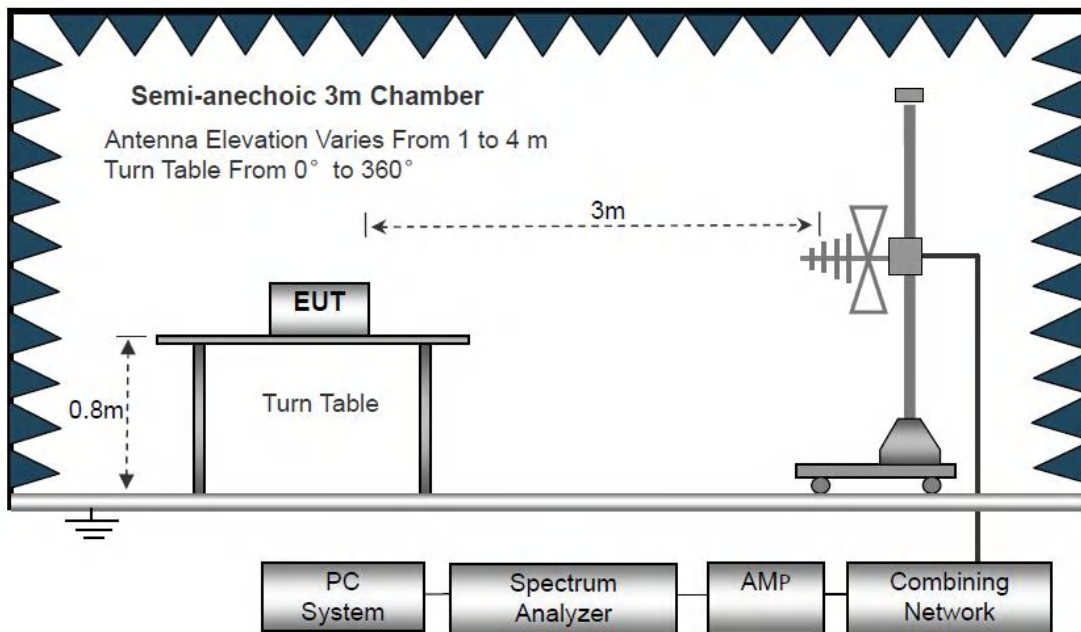 Semi-anechoic 3m Chamber
Antenna Elevation Varies From 1 to 4 m
Turn Table From 0° to 360°
3m
EUT
0.8m
Turn Table
PC
System
Spectrum
Analyzer
AMP
Combining
Network